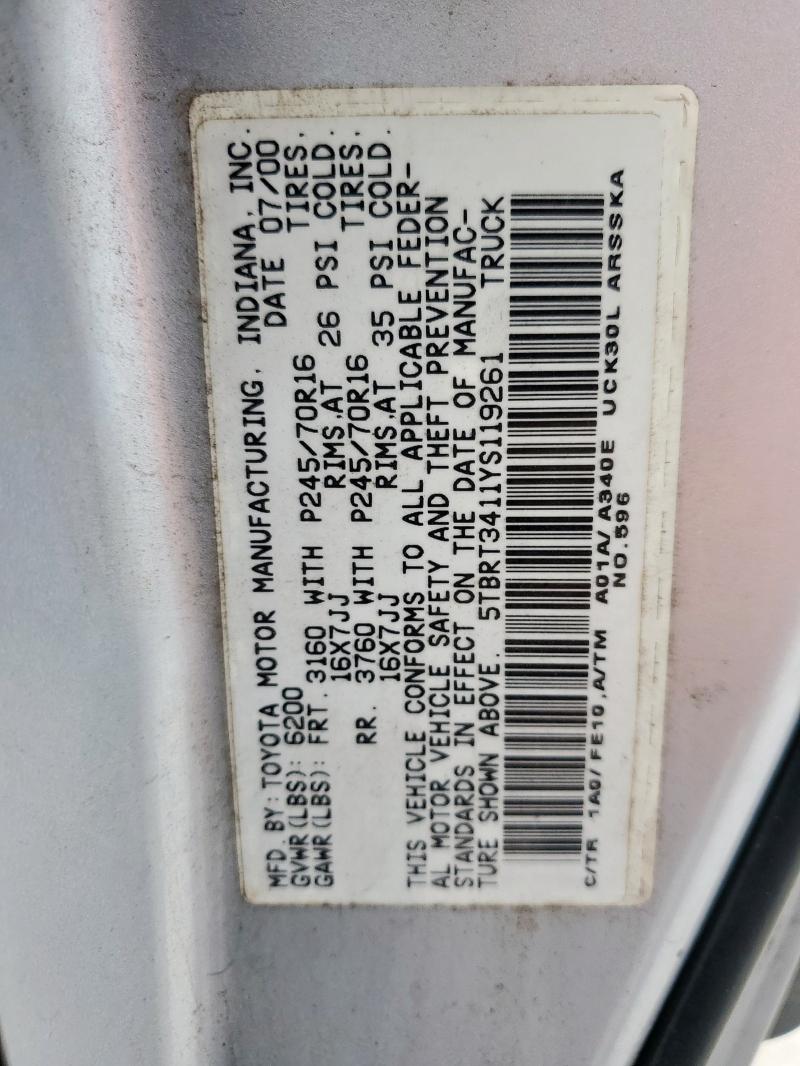 MFD. BY: TOYOTA MOTOR MANUFACTURING, INDIANA, INC.
GVWR(LBS): 6200 DATE 07/00
GAWR(LBS): FRT. 3160 WITH P245/70R16 TIRES.
16X7JJ RIMS,AT 26 PSI COLD.
RR. 3760 WITH P245/70R16 TIRES.
16X7JJ RIMS,AT 35 PSI COLD.
THIS VEHICLE CONFORMS TO ALL APPLICABLE FEDER-
AL MOTOR VEHICLE SAFETY AND THEFT PREVENTION
STANDARDS IN EFFECT ON THE DATE OF MANUFAC-
TURE SHOWN ABOVE. 5TBRT3411YS119261 TRUCK
C/TR 1A0/FE10,A/TM A01A/A340E UCK30L ARSSKA
NO.596